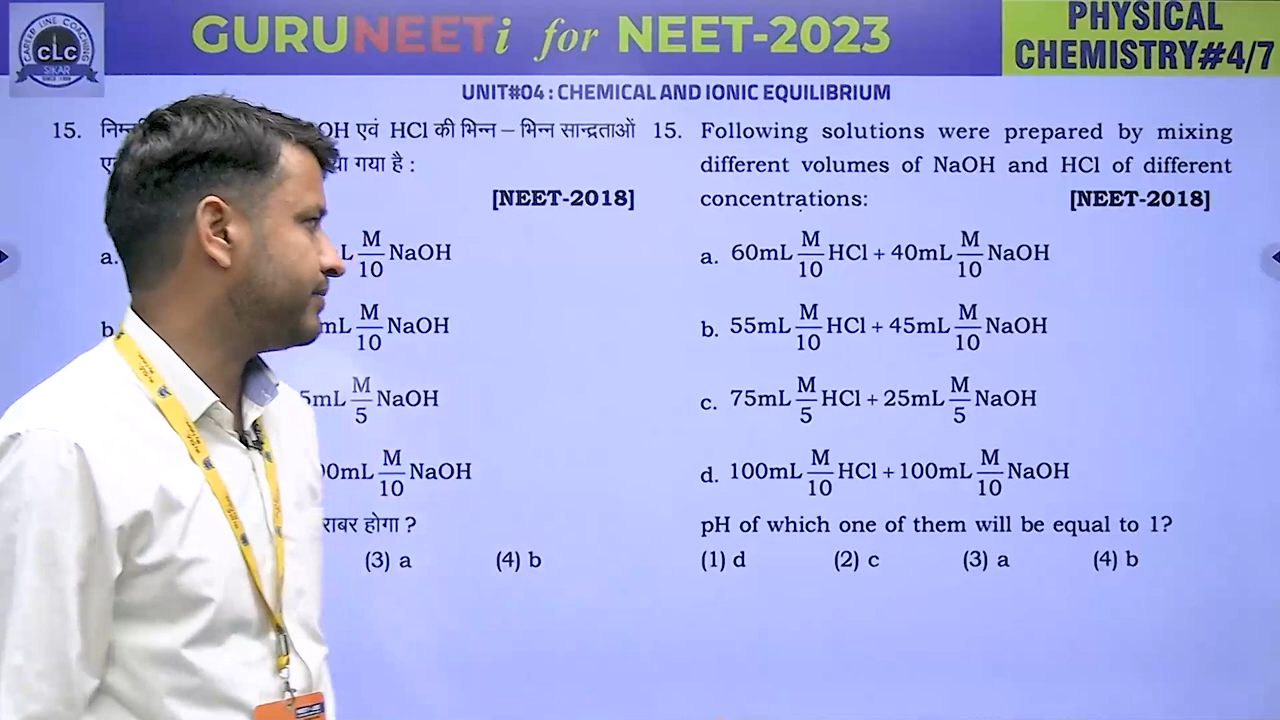 CAREER LINE COACHING
CLC
SIKAR
SINCE 1996
GURUNEETi for NEET-2023
PHYSICAL
CHEMISTRY#4/7
UNIT#04 : CHEMICAL AND IONIC EQUILIBRIUM
15. OH एवं HCl की भिन्न – भिन्न सान्द्रताओं
गया है :
[NEET-2018]
a. L M/10 NaOH
b. mL M/10 NaOH
5mL M/5 NaOH
00mL M/10 NaOH
राबर होगा ?
(3) a (4) b
15. Following solutions were prepared by mixing
different volumes of NaOH and HCl of different
concentrations: [NEET-2018]
a. 60mL M/10 HCl + 40mL M/10 NaOH
b. 55mL M/10 HCl + 45mL M/10 NaOH
c. 75mL M/5 HCl + 25mL M/5 NaOH
d. 100mL M/10 HCl + 100mL M/10 NaOH
pH of which one of them will be equal to 1?
(1) d (2) c (3) a (4) b